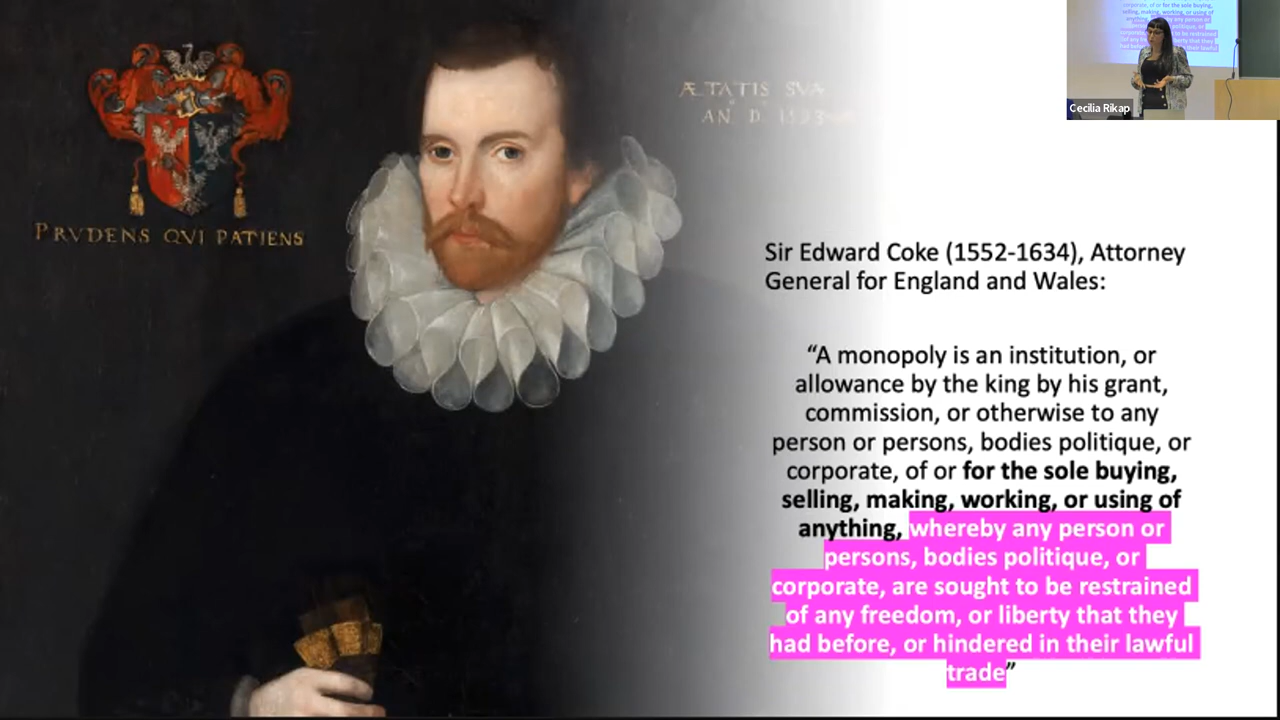 PRVDENS QVI PATIENS
ÆTATIS SVA
AN. D. 1593
Cecilia Rikap
Sir Edward Coke (1552-1634), Attorney
General for England and Wales:
“A monopoly is an institution, or
allowance by the king by his grant,
commission, or otherwise to any
person or persons, bodies politique, or
corporate, of or for the sole buying,
selling, making, working, or using of
anything, whereby any person or
persons, bodies politique, or
corporate, are sought to be restrained
of any freedom, or liberty that they
had before, or hindered in their lawful
trade”